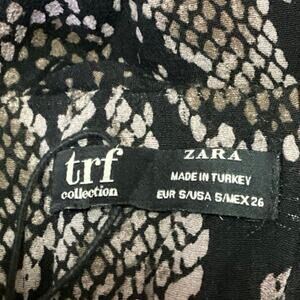 trf
collection
ZARA
MADE IN TURKEY
EUR S/USA S/MEX 26